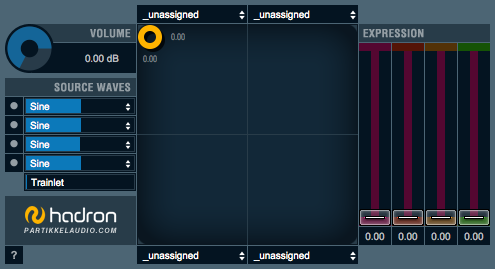 _unassigned _unassigned
VOLUME
0.00 dB
0.00
0.00
EXPRESSION
SOURCE WAVES
Sine
Sine
Sine
Sine
Trainlet
hadron
PARTIKKELAUDIO.COM
0.00 0.00 0.00 0.00
?
_unassigned _unassigned